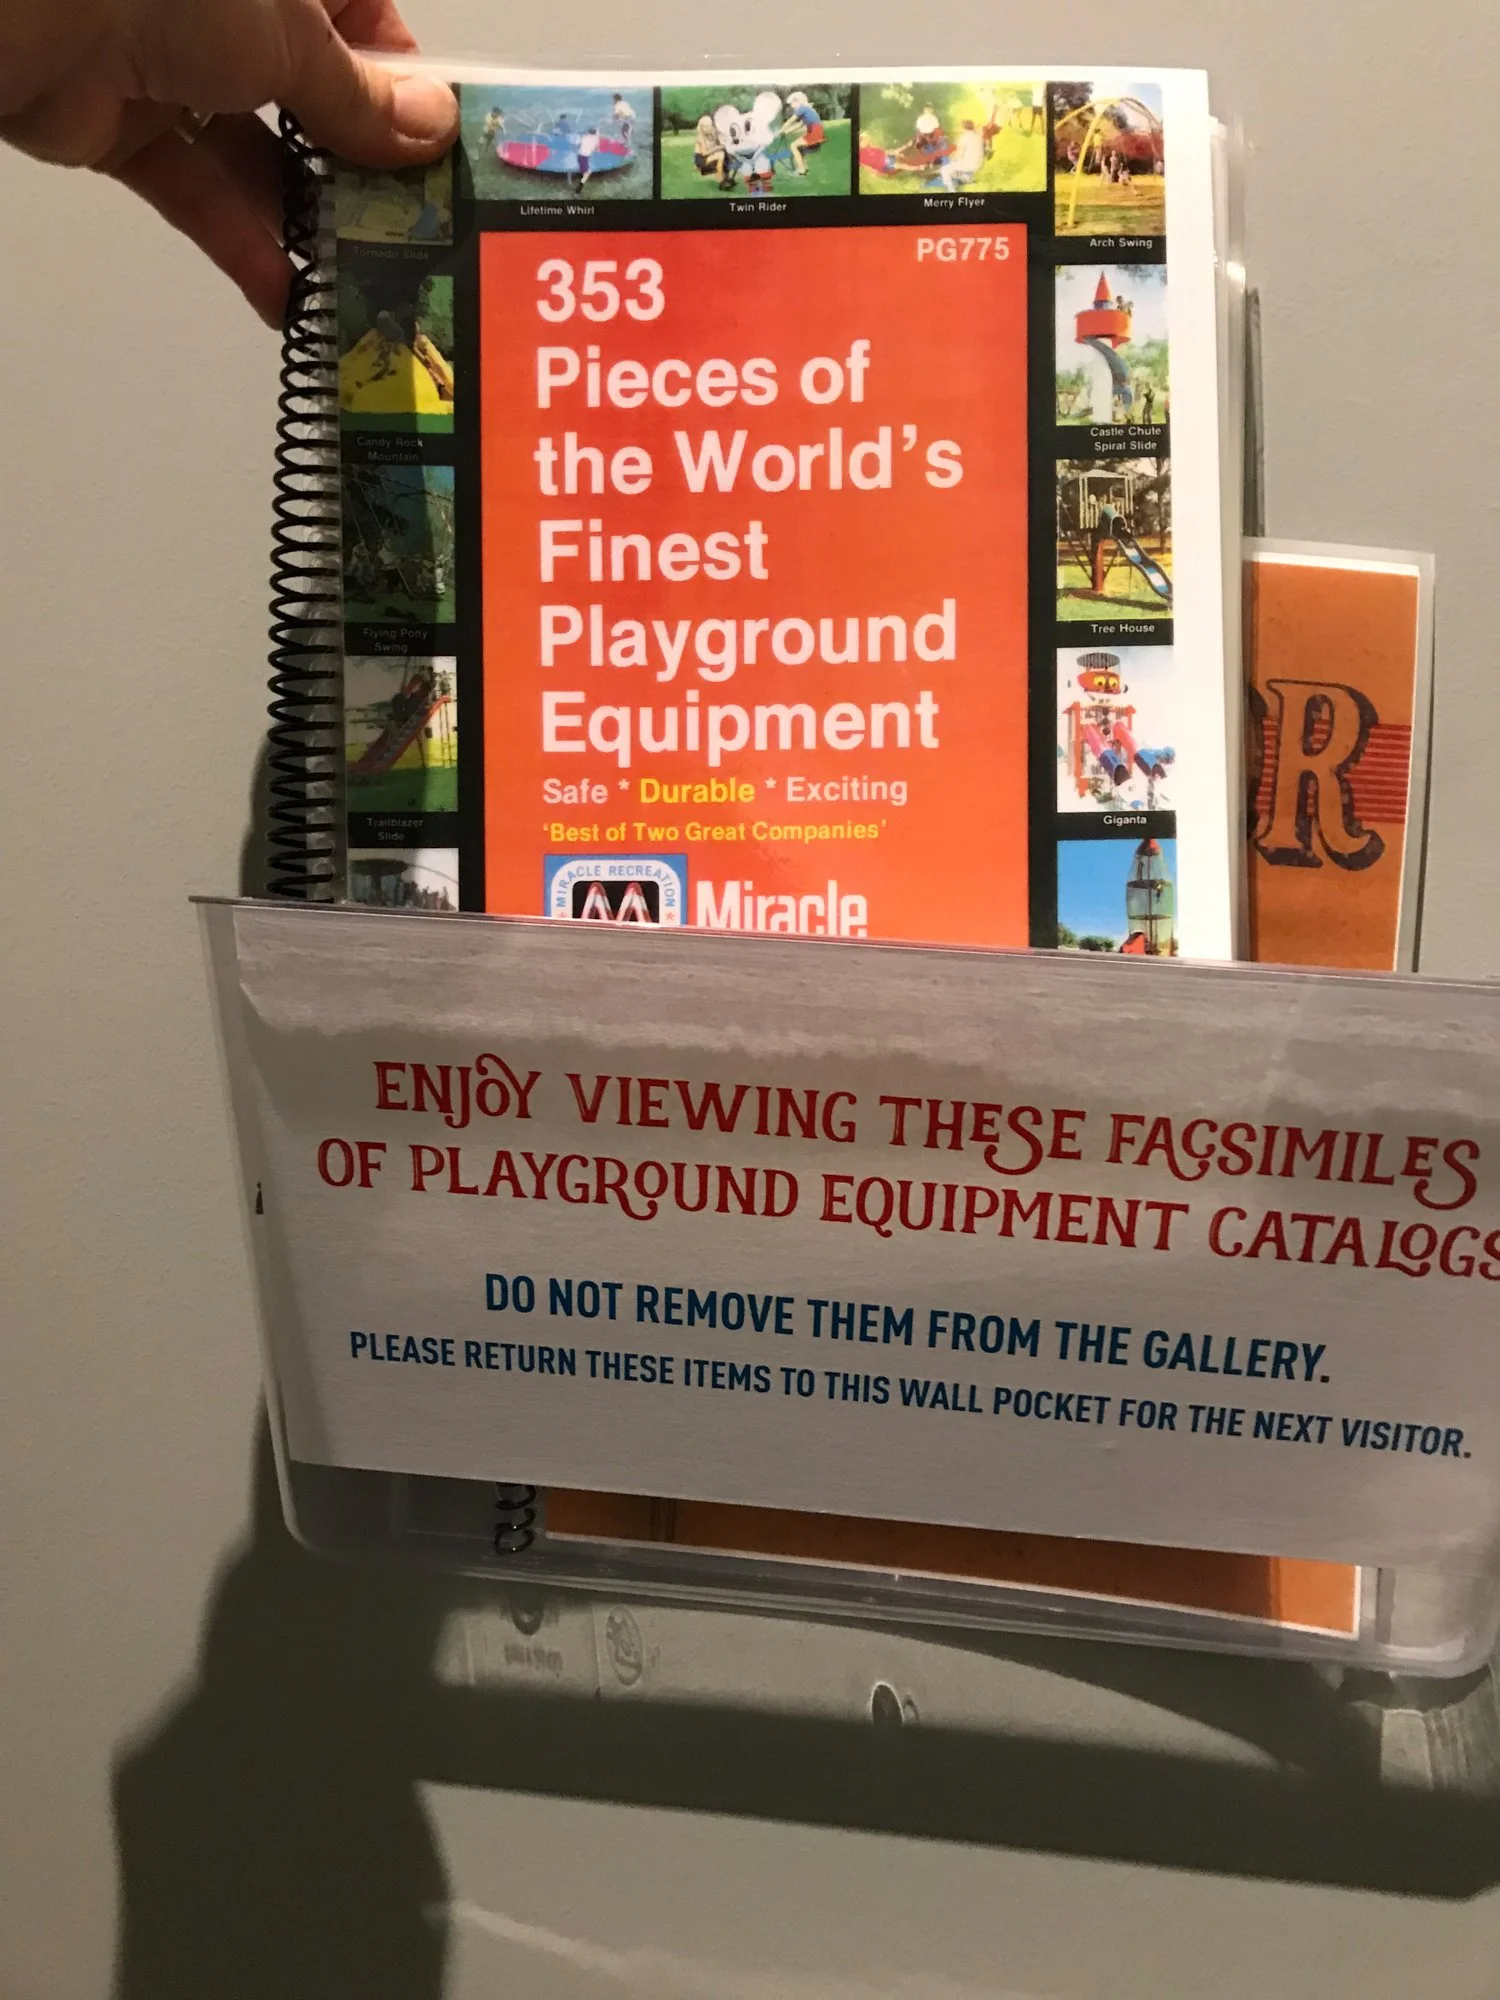 Lifetime Whirl
Twin Rider
Merry Flyer
Arch Swing
Tornado Slide
PG775
353
Pieces of
the World's
Finest
Playground
Equipment
Safe * Durable * Exciting
'Best of Two Great Companies'
MIRACLE RECREATION
Miracle
Candy Rock
Mountain
Flying Pony
Swing
Trailblazer
Slide
Castle Chute
Spiral Slide
Tree House
Giganta
R
ENJOY VIEWING THESE FACSIMILES
OF PLAYGROUND EQUIPMENT CATALOGS
DO NOT REMOVE THEM FROM THE GALLERY.
PLEASE RETURN THESE ITEMS TO THIS WALL POCKET FOR THE NEXT VISITOR.